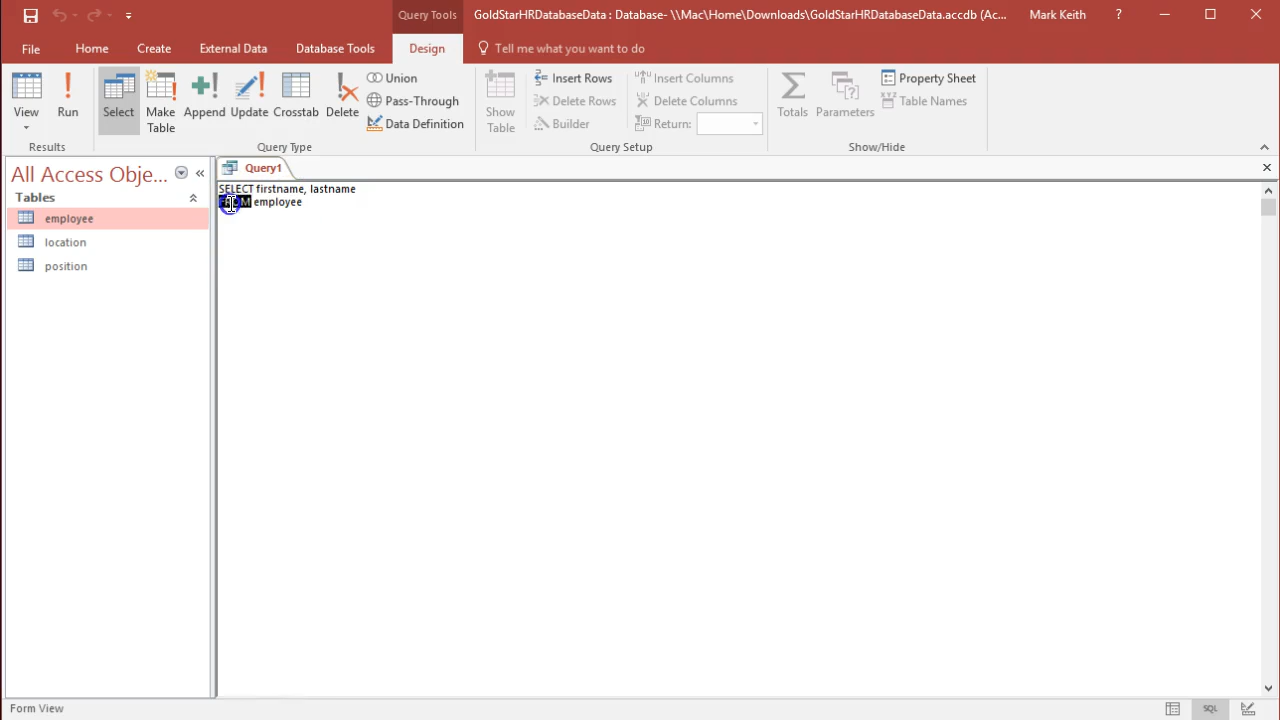 Query Tools
GoldStarHRDatabaseData : Database- \\Mac\Home\Downloads\GoldStarHRDatabaseData.accdb (Ac...
Mark Keith
?
File
Home
Create
External Data
Database Tools
Design
Tell me what you want to do
View
Run
Select
Make
Table
Append
Update
Crosstab
Delete
Union
Pass-Through
Data Definition
Show
Table
Insert Rows
Delete Rows
Builder
Insert Columns
Delete Columns
Return:
Totals
Parameters
Property Sheet
Table Names
Results
Query Type
Query Setup
Show/Hide
All Access Obje...
Tables
employee
location
position
Query1
SELECT firstname, lastname
FROM employee
Form View
SQL